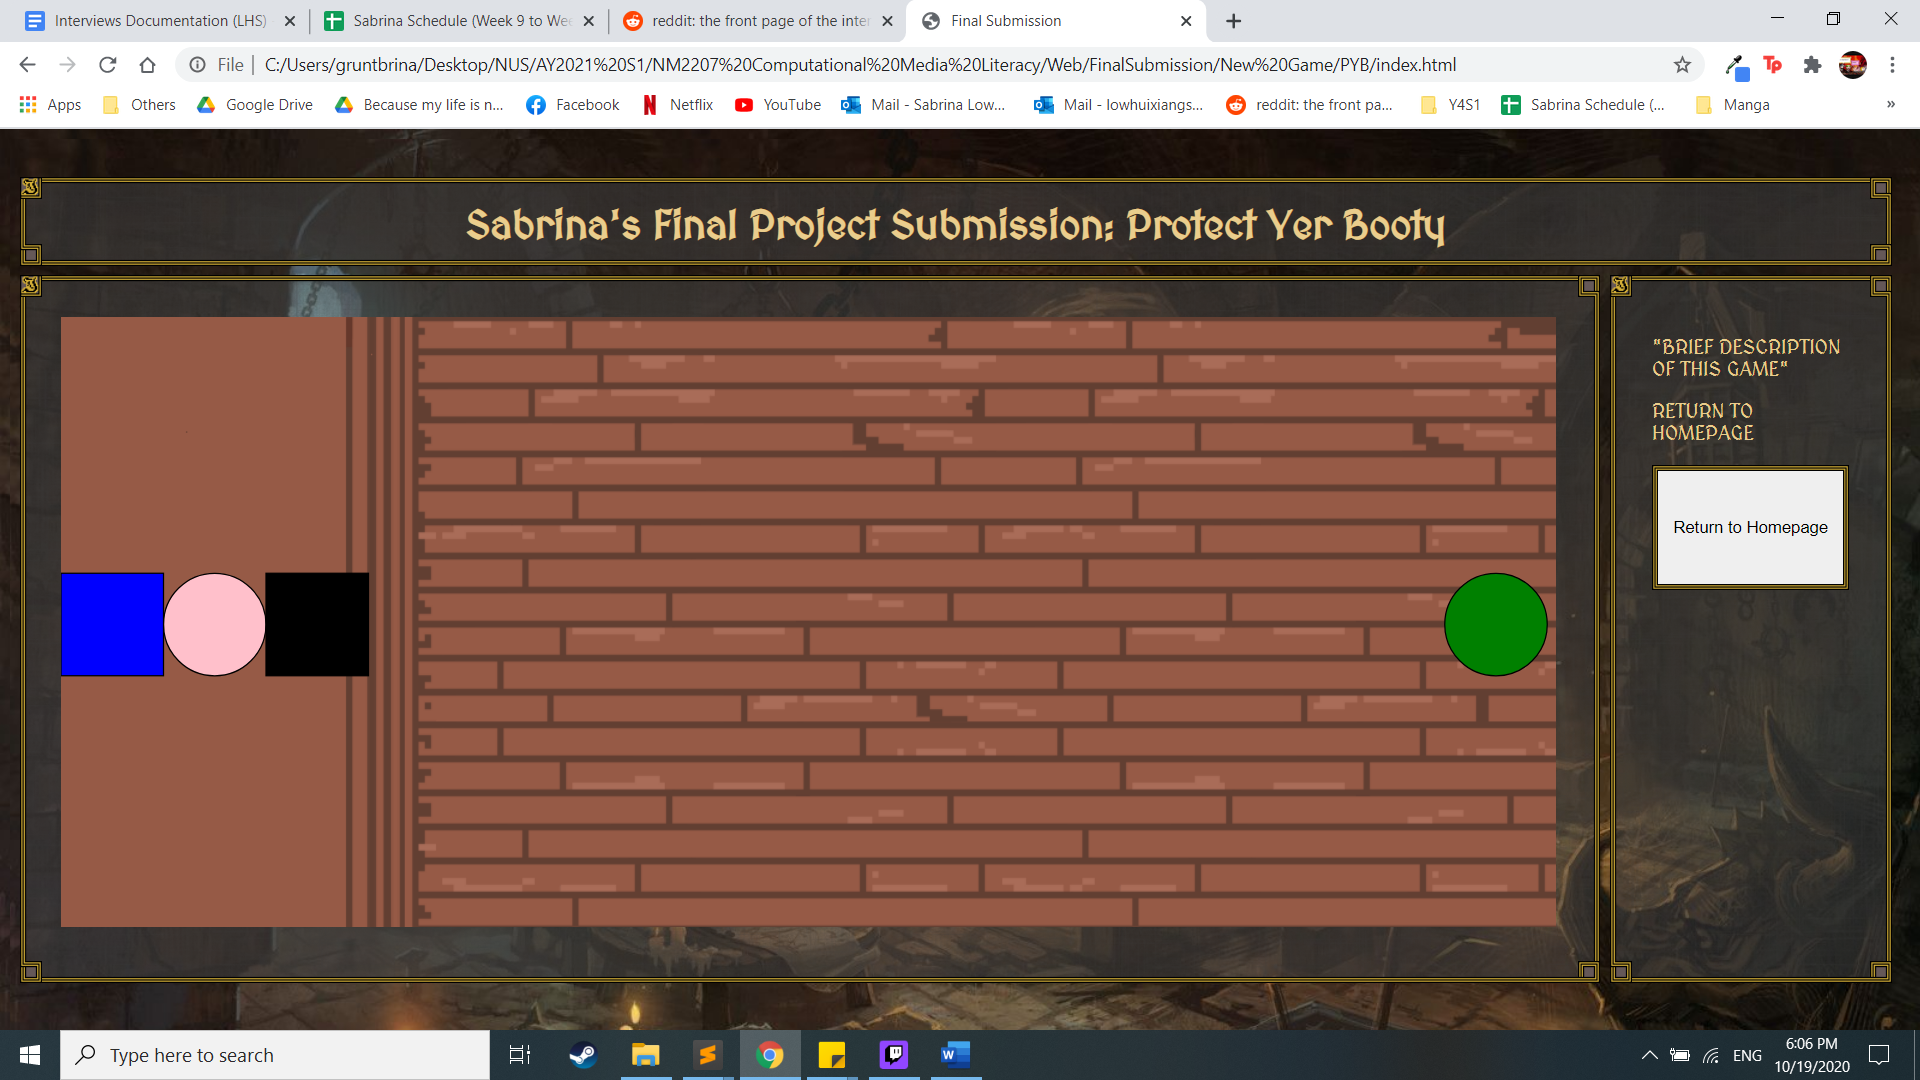 Interviews Documentation (LHS)
Sabrina Schedule (Week 9 to We
reddit: the front page of the inter
Final Submission
File
C:/Users/gruntbrina/Desktop/NUS/AY2021%20S1/NM2207%20Computational%20Media%20Literacy/Web/FinalSubmission/New%20Game/PYB/index.html
Apps Others Google Drive Because my life is n... Facebook Netflix YouTube Mail - Sabrina Low... Mail - lowhuixiangs... reddit: the front pa... Y4S1 Sabrina Schedule (... Manga
Sabrina's Final Project Submission: Protect Yer Booty
"BRIEF DESCRIPTION
OF THIS GAME"
RETURN TO
HOMEPAGE
Return to Homepage
Type here to search
ENG
6:06 PM
10/19/2020